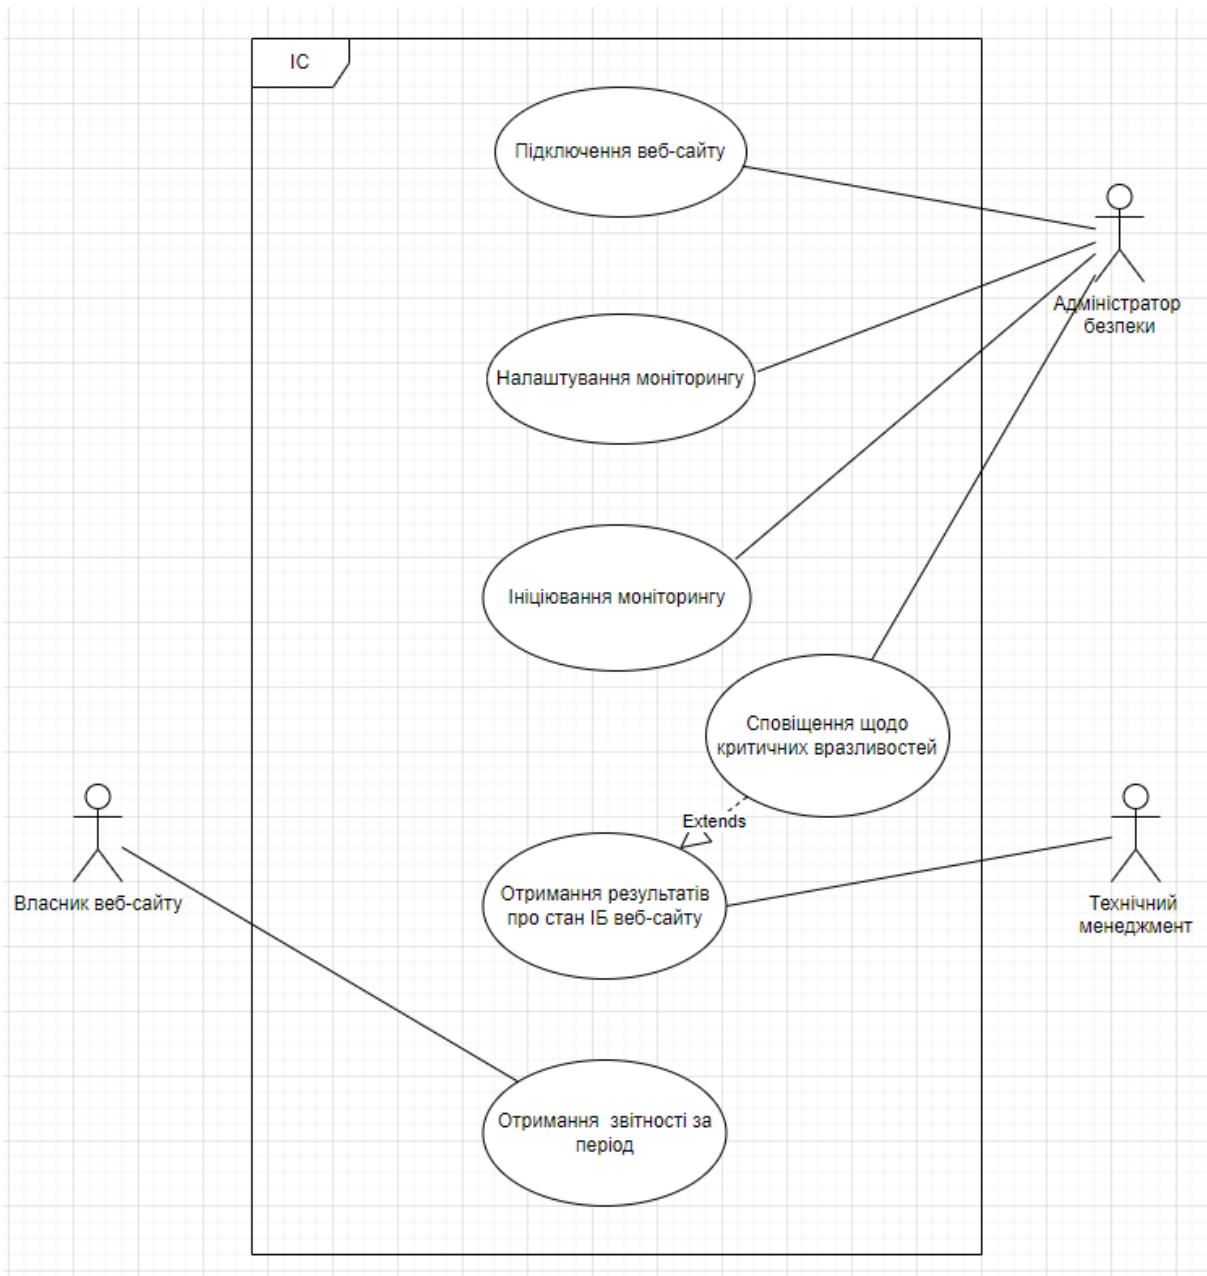 ІС
Підключення веб-сайту
Адміністратор
безпеки
Налаштування моніторингу
Ініціювання моніторингу
Сповіщення щодо
критичних вразливостей
Extends
Власник веб-сайту
Отримання результатів
про стан ІБ веб-сайту
Технічний
менеджмент
Отримання звітності за
період